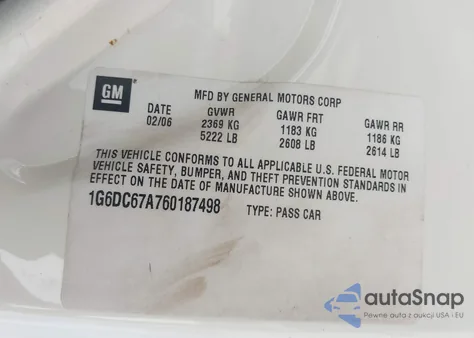 GM
MFD BY GENERAL MOTORS CORP
DATE GVWR GAWR FRT GAWR RR
02/06 2369 KG 1183 KG 1186 KG
5222 LB 2608 LB 2614 LB
THIS VEHICLE CONFORMS TO ALL APPLICABLE U.S. FEDERAL MOTOR
VEHICLE SAFETY, BUMPER, AND THEFT PREVENTION STANDARDS IN
EFFECT ON THE DATE OF MANUFACTURE SHOWN ABOVE.
1G6DC67A760187498 TYPE: PASS CAR
autoSnap
Pewne auto z USA i EU